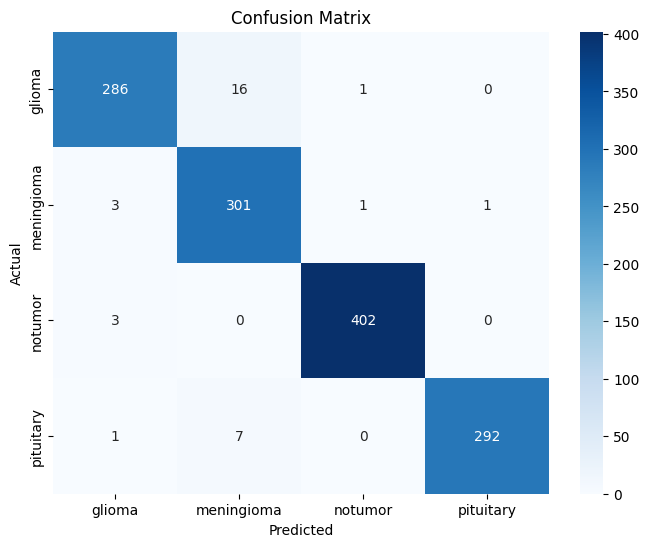 Confusion Matrix
Actual
glioma
286 16 1 0
meningioma
3 301 1 1
notumor
3 0 402 0
pituitary
1 7 0 292
glioma meningioma notumor pituitary
Predicted
400
350
300
250
200
150
100
50
0